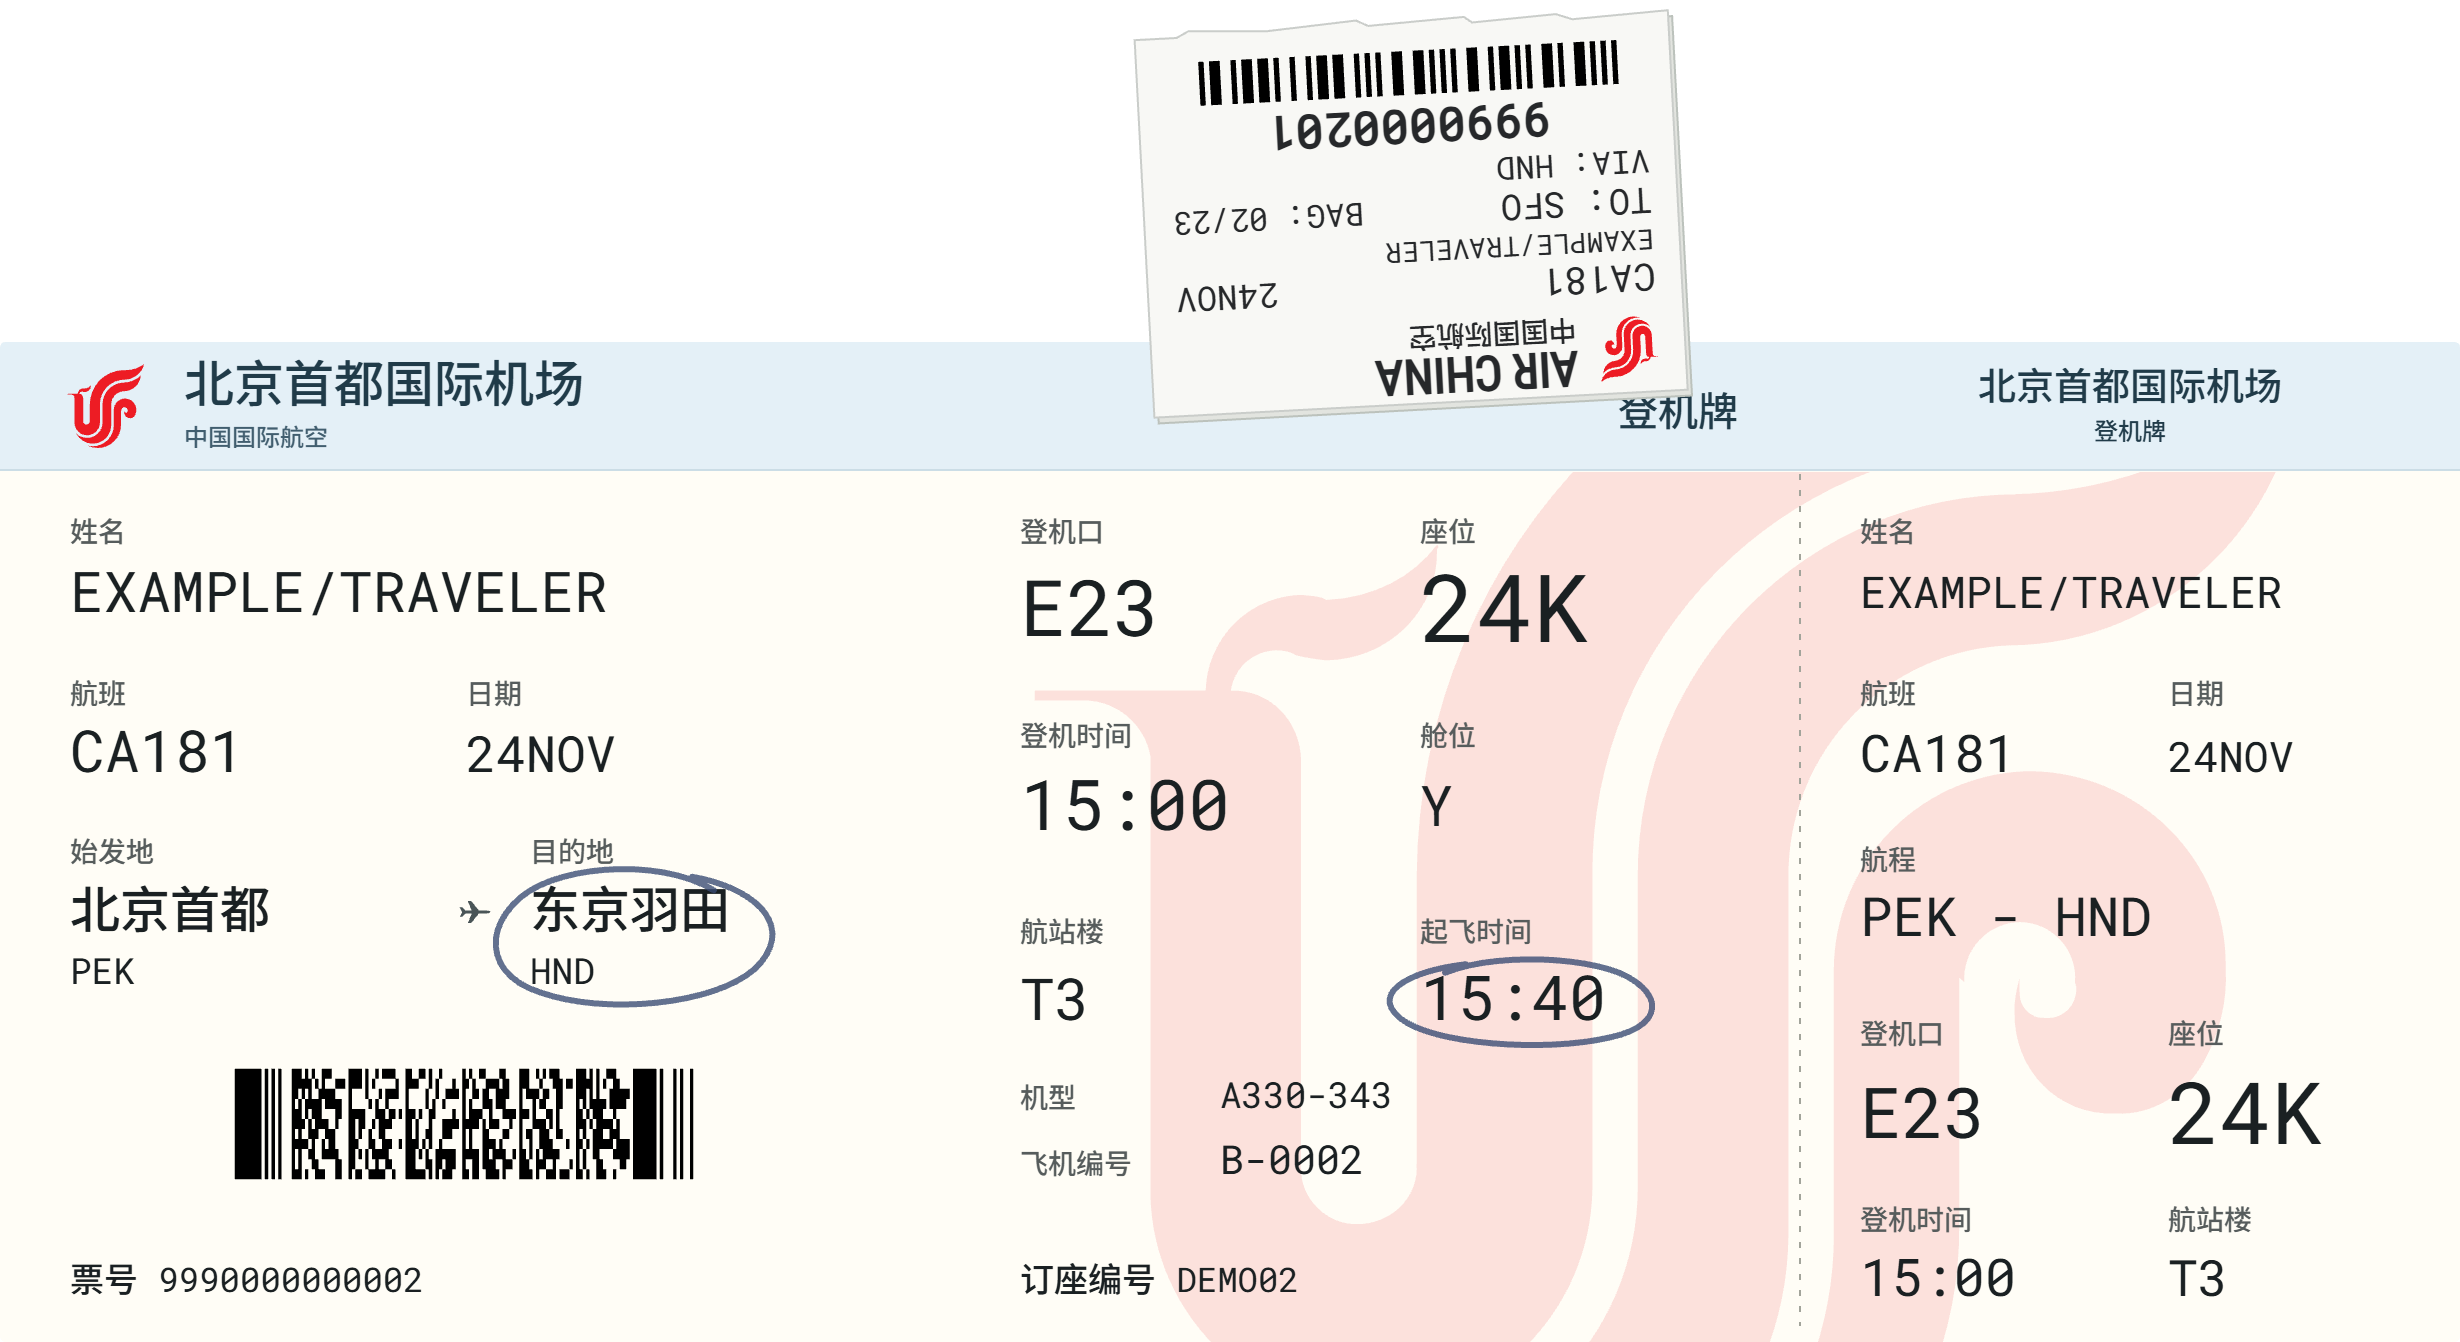 990000201
VIA: HND
TO: SFO
BAG: 02/23
EXAMPLE/TRAVELER
CA181
24NOV
中国国际航空
AIR CHINA
北京首都国际机场
中国国际航空
登机牌
北京首都国际机场
登机牌
姓名
EXAMPLE/TRAVELER
航班
CA181
日期
24NOV
始发地
北京首都
PEK
目的地
东京羽田
HND
票号 9990000000002
登机口
E23
座位
24K
登机时间
15:00
舱位
Y
航站楼
T3
起飞时间
15:40
机型 A330-343
飞机编号 B-0002
订座编号 DEMO02
姓名
EXAMPLE/TRAVELER
航班
CA181
日期
24NOV
航程
PEK - HND
登机口
E23
座位
24K
登机时间
15:00
航站楼
T3